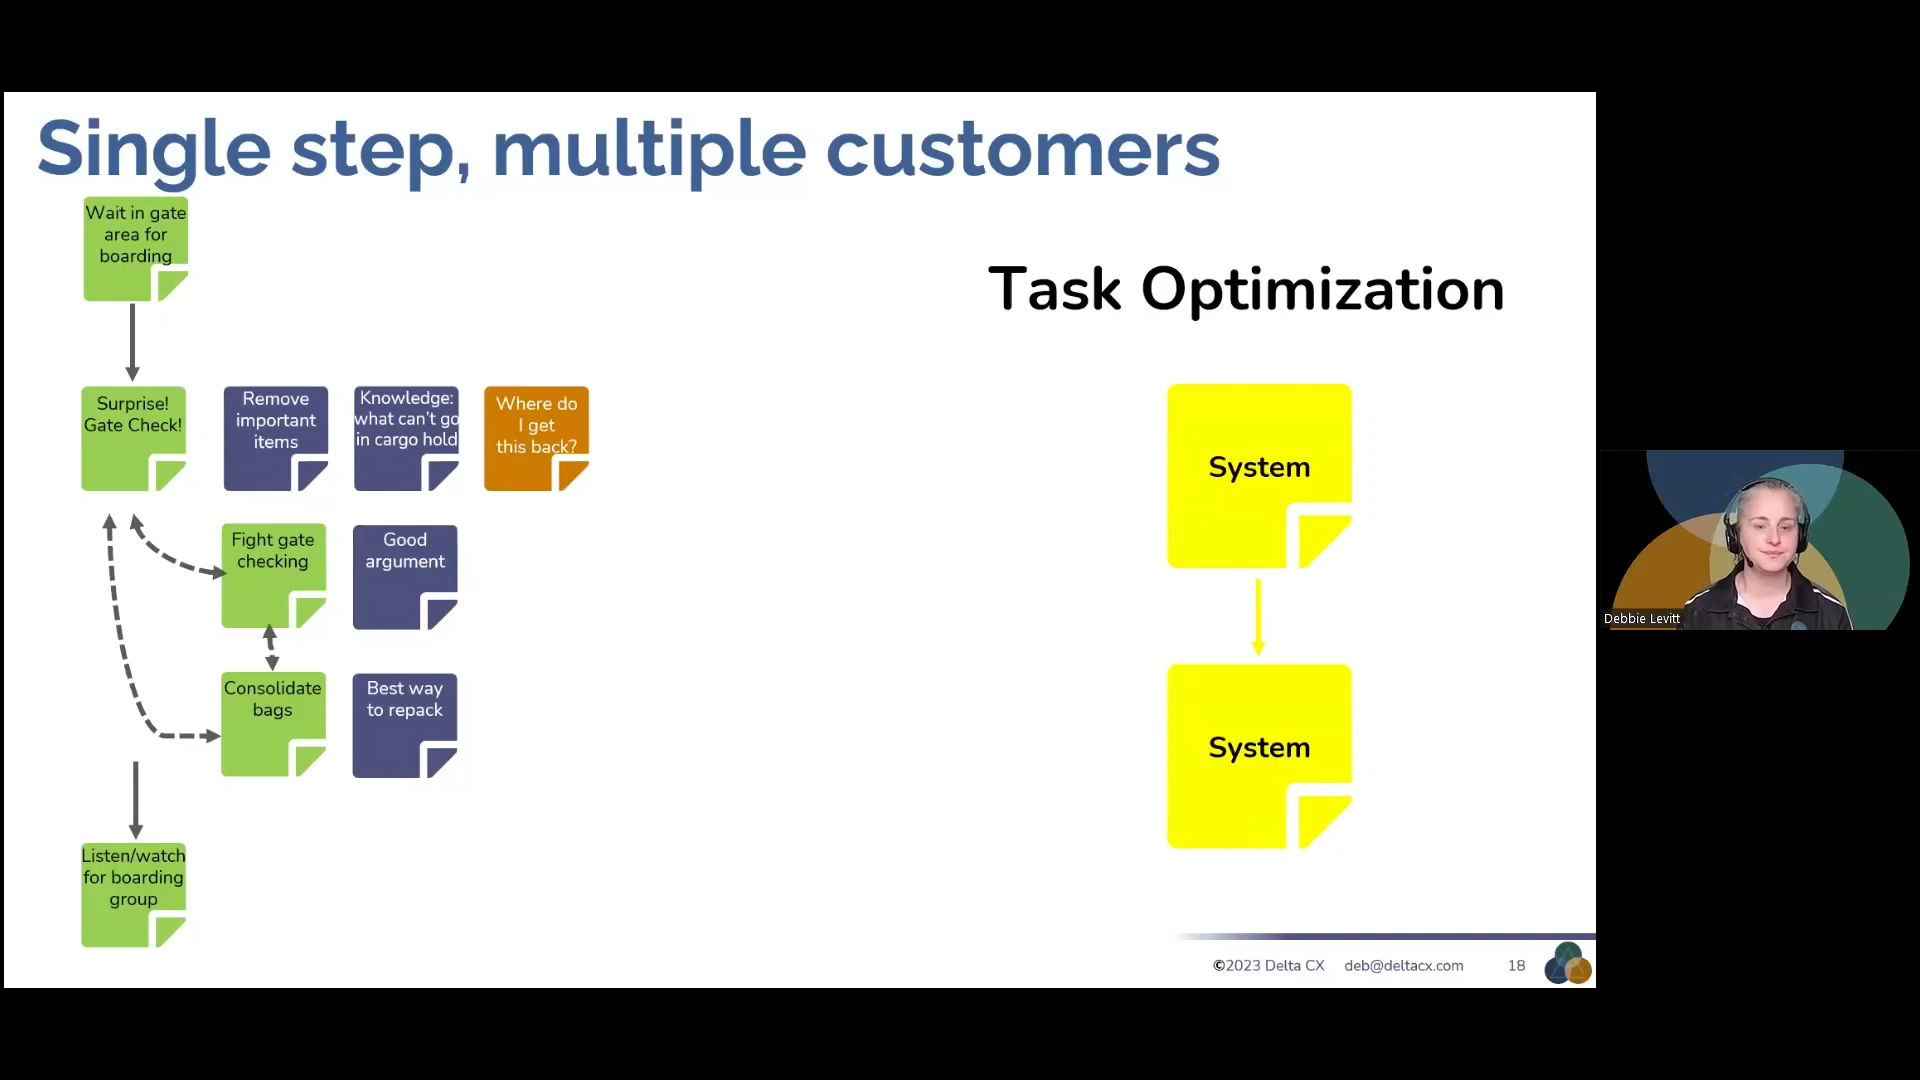 Single step, multiple customers
Wait in gate
area for
boarding
Task Optimization
Surprise!
Gate Check!
Remove
important
items
Knowledge:
what can't go
in cargo hold
Where do
I get
this back?
System
Fight gate
checking
Good
argument
Consolidate
bags
Best way
to repack
System
Listen/watch
for boarding
group
©2023 Delta CX
deb@deltacx.com
18
Debbie Levitt